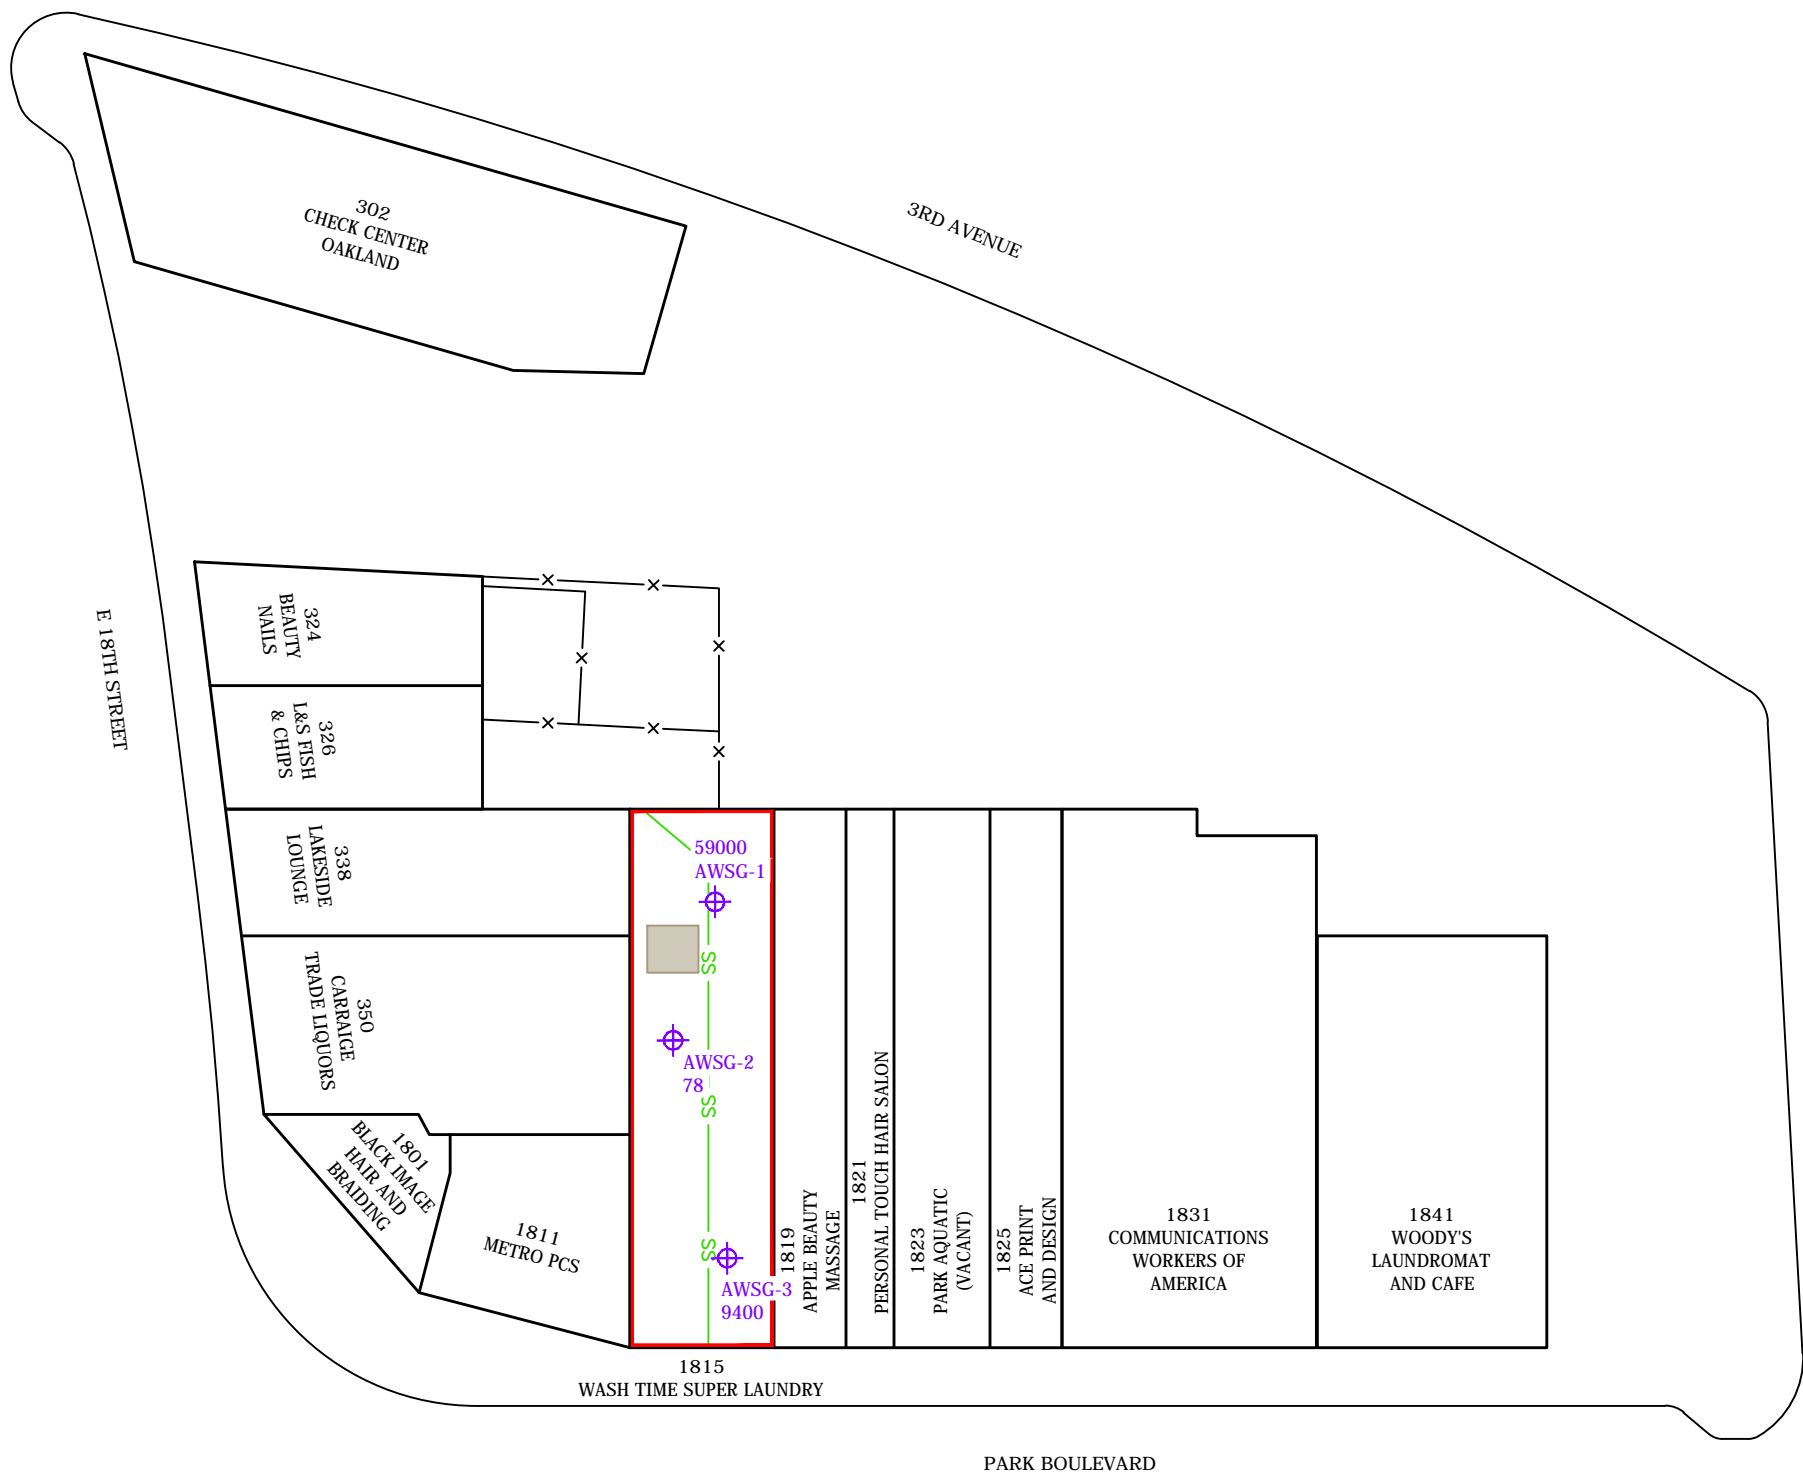 302
CHECK CENTER
OAKLAND
3RD AVENUE
E 18TH STREET
324
BEAUTY
NAILS
326
L&S FISH
& CHIPS
338
LAKESIDE
LOUNGE
350
CARRAIGE
TRADE LIQUORS
1801
BLACK IMAGE
HAIR AND
BRAIDING
1811
METRO PCS
59000
AWSG-1
SS
AWSG-2
78
SS
SS
AWSG-3
9400
1815
WASH TIME SUPER LAUNDRY
1819
APPLE BEAUTY
MASSAGE
1821
PERSONAL TOUCH HAIR SALON
1823
PARK AQUATIC
(VACANT)
1825
ACE PRINT
AND DESIGN
1831
COMMUNICATIONS
WORKERS OF
AMERICA
1841
WOODY'S
LAUNDROMAT
AND CAFE
PARK BOULEVARD